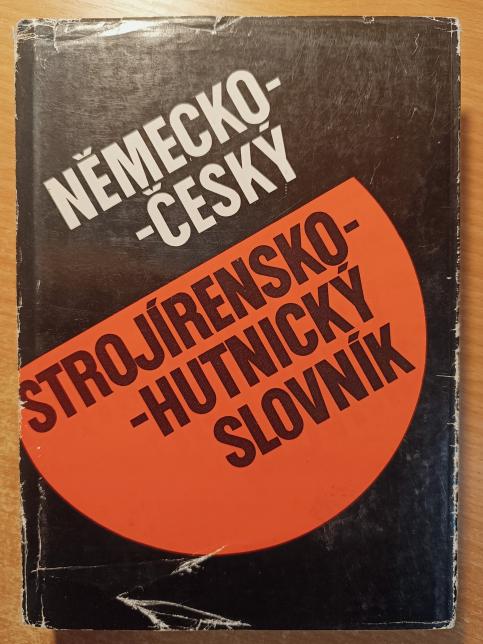 NĚMECKO-
-ČESKÝ
STROJÍRENSKO-
-HUTNICKÝ
SLOVNÍK